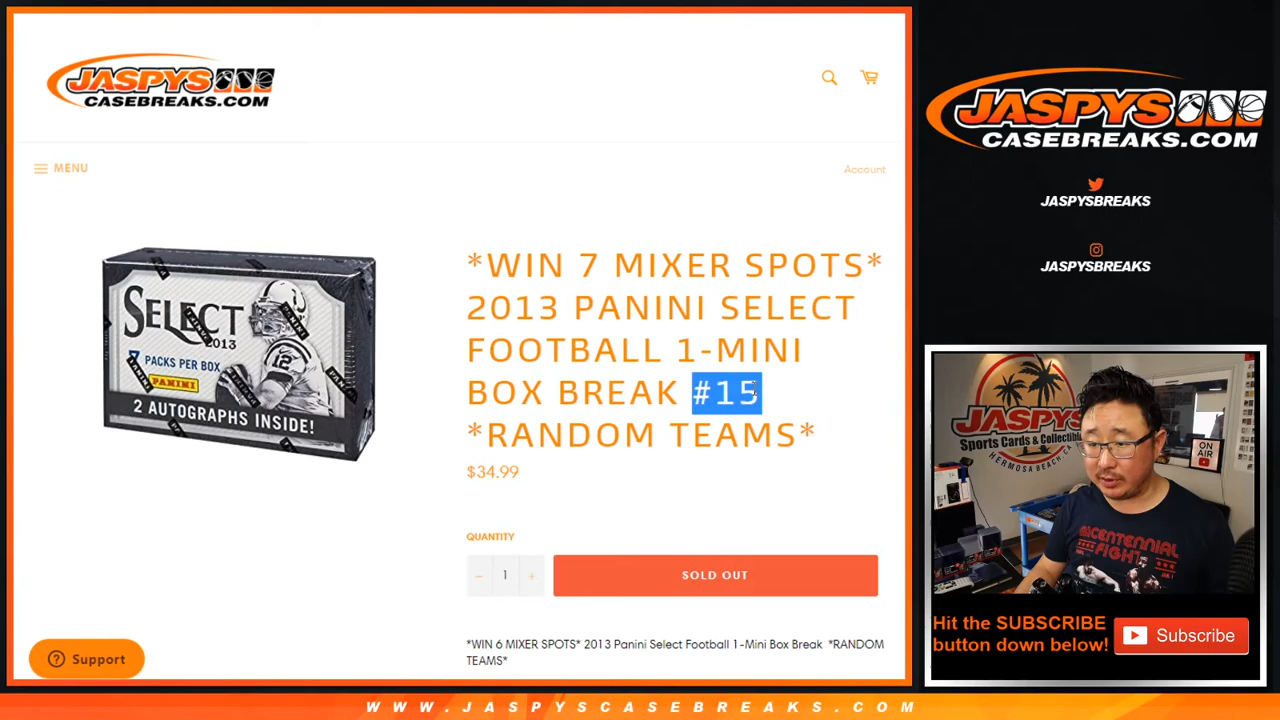 JASPYS
CASEBREAKS.COM
MENU
Account
SELECT
2013
7 PACKS PER BOX
PANINI
2 AUTOGRAPHS INSIDE!
*WIN 7 MIXER SPOTS*
2013 PANINI SELECT
FOOTBALL 1-MINI
BOX BREAK #15
*RANDOM TEAMS*
$34.99
QUANTITY
− 1 +
SOLD OUT
*WIN 6 MIXER SPOTS* 2013 Panini Select Football 1-Mini Box Break *RANDOM
TEAMS*
Support
JASPYS
CASEBREAKS.COM
JASPYSBREAKS
JASPYSBREAKS
JASPYS
Sports Cards & Collectibles
HERMOSA BEACH, CA
ON
AIR
BICENTENNIAL
FIGHT
Hit the SUBSCRIBE
button down below!
Subscribe
WWW.JASPYSCASEBREAKS.COM